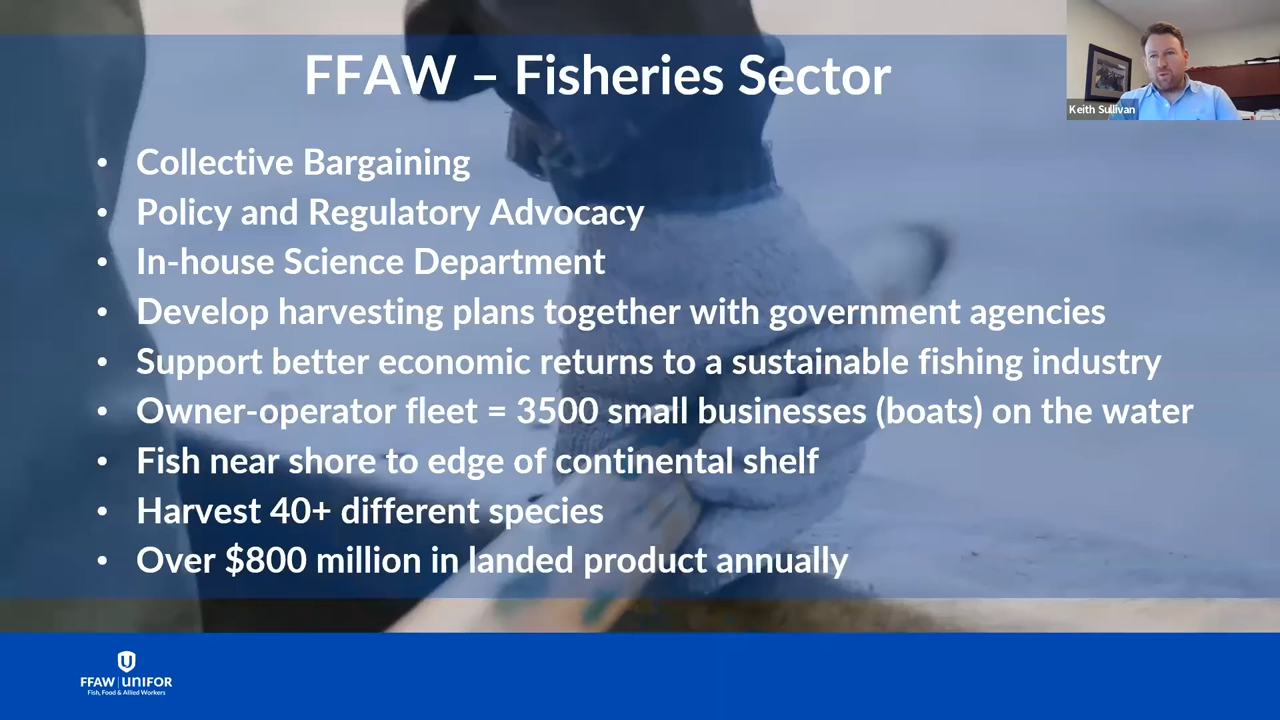 FFAW – Fisheries Sector
Keith Sullivan
• Collective Bargaining
• Policy and Regulatory Advocacy
• In-house Science Department
• Develop harvesting plans together with government agencies
• Support better economic returns to a sustainable fishing industry
• Owner-operator fleet = 3500 small businesses (boats) on the water
• Fish near shore to edge of continental shelf
• Harvest 40+ different species
• Over $800 million in landed product annually
FFAW | UNIFOR
Fish, Food & Allied Workers